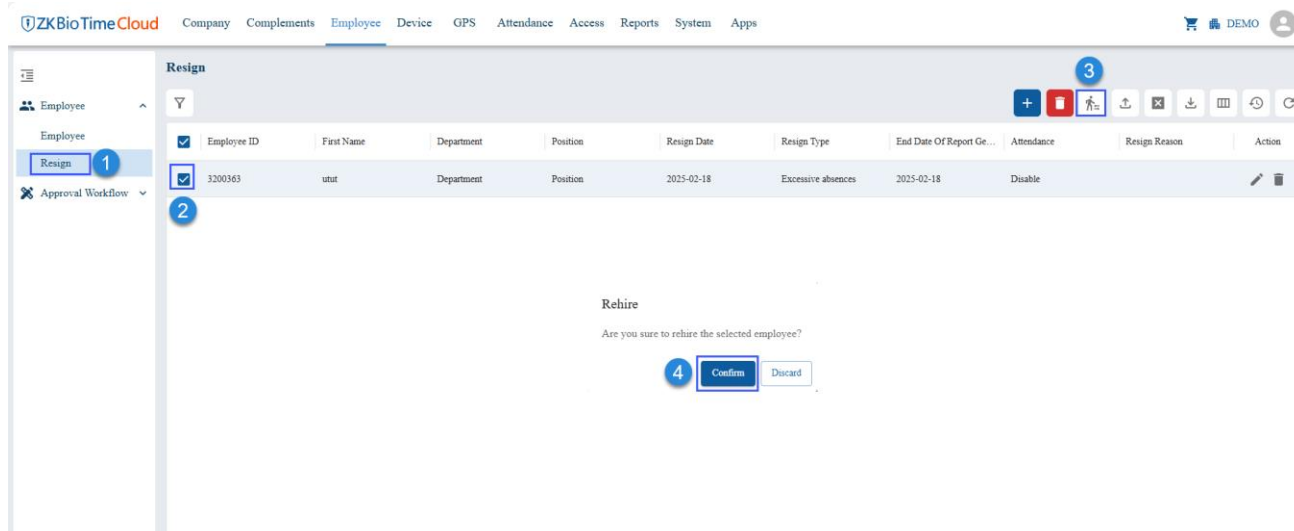 ZKBioTime Cloud Company Complements Employee Device GPS Attendance Access Reports System Apps DEMO
Resign
3
Employee
Employee
Resign 1
Approval Workflow
Employee ID First Name Department Position Resign Date Resign Type End Date Of Report Ge... Attendance Resign Reason Action
3200363 utut Department Position 2025-02-18 Excessive absences 2025-02-18 Disable
2
Rehire
Are you sure to rehire the selected employee?
4 Confirm Discard